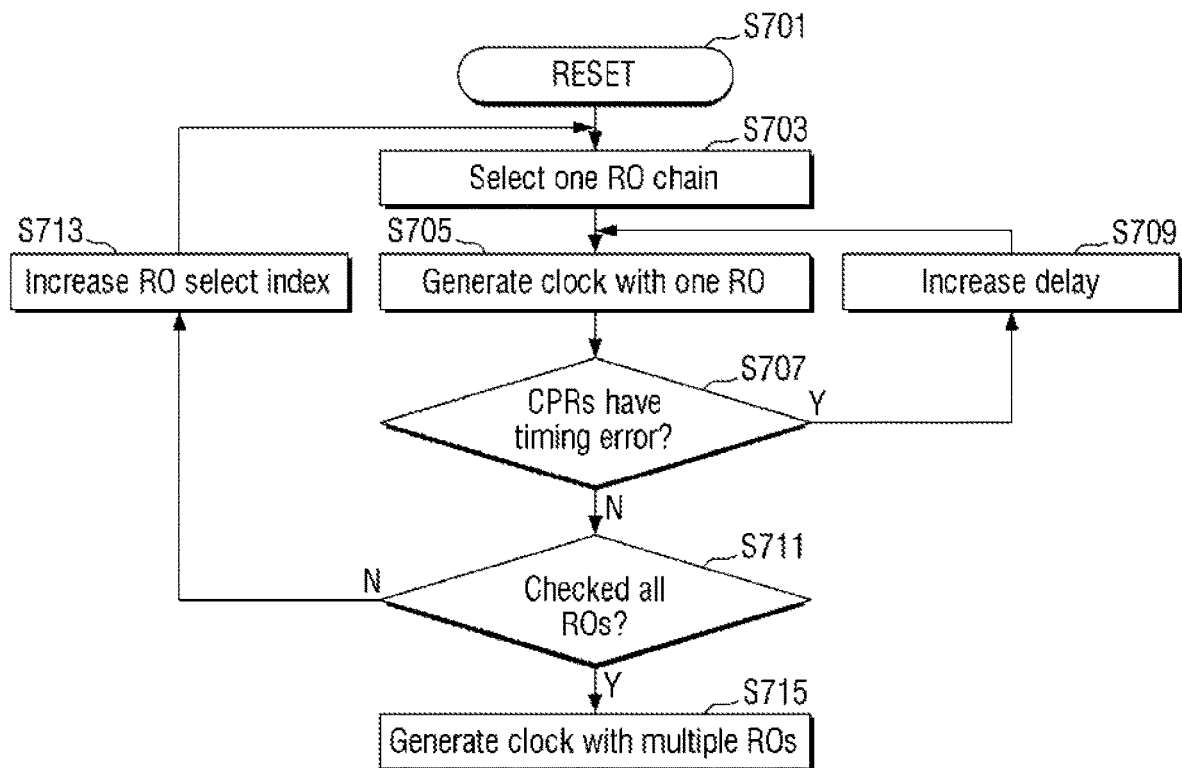 S701
RESET
S703
Select one RO chain
S713
S705
S709
Increase RO select index
Generate clock with one RO
Increase delay
S707
CPRs have
timing error?
Y
N
S711
N
Checked all
ROs?
Y
S715
Generate clock with multiple ROs